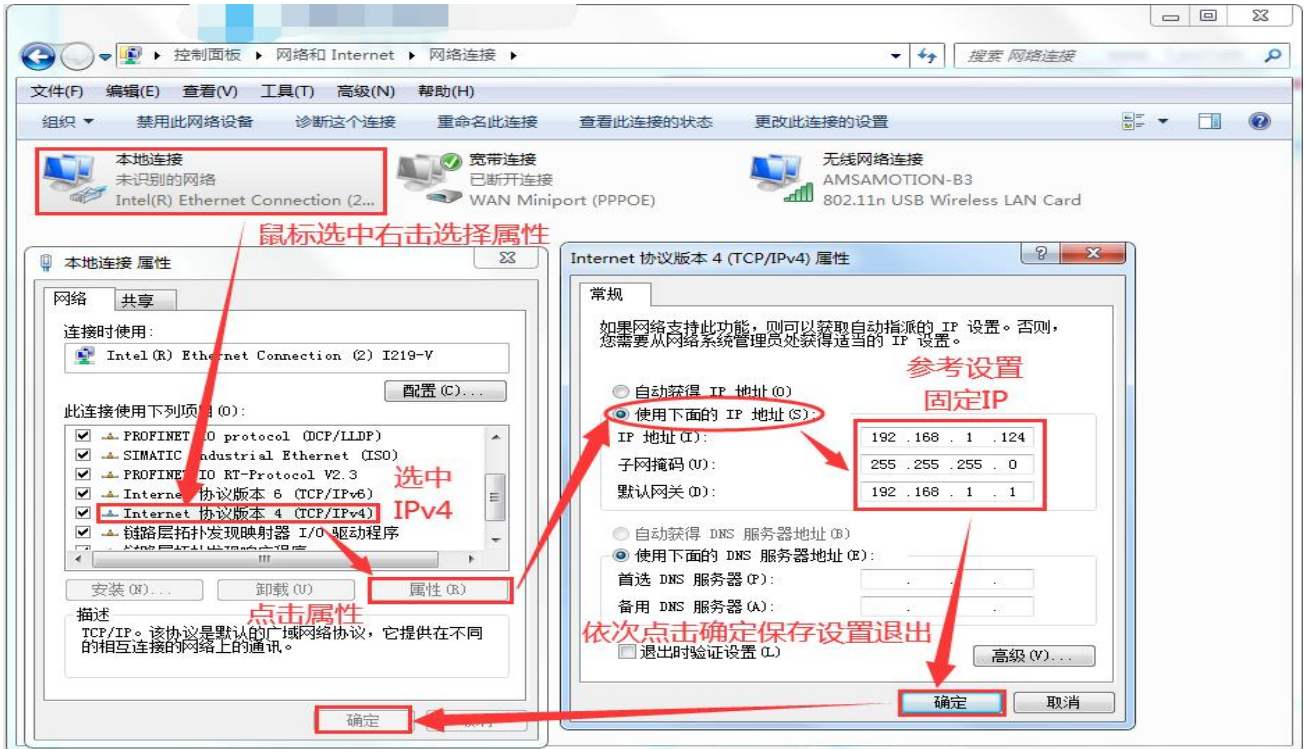 控制面板 ▸ 网络和 Internet ▸ 网络连接 ▸
搜索 网络连接
文件(F) 编辑(E) 查看(V) 工具(T) 高级(N) 帮助(H)
组织 禁用此网络设备 诊断这个连接 重命名此连接 查看此连接的状态 更改此连接的设置
本地连接
未识别的网络
Intel(R) Ethernet Connection (2...
宽带连接
已断开连接
WAN Miniport (PPPOE)
无线网络连接
AMSAMOTION-B3
802.11n USB Wireless LAN Card
鼠标选中右击选择属性
本地连接 属性
网络 共享
连接时使用:
Intel(R) Ethernet Connection (2) I219-V
配置(C)...
此连接使用下列项目(O):
PROFINET IO protocol (DCP/LLDP)
SIMATIC Industrial Ethernet (ISO)
PROFINET IO RT-Protocol V2.3
Internet 协议版本 6 (TCP/IPv6)
Internet 协议版本 4 (TCP/IPv4)
链路层拓扑发现映射器 I/O 驱动程序
选中
IPv4
安装(N)... 卸载(U) 属性(R)
点击属性
描述
TCP/IP。该协议是默认的广域网络协议，它提供在不同
的相互连接的网络上的通讯。
确定
Internet 协议版本 4 (TCP/IPv4) 属性
常规
如果网络支持此功能，则可以获取自动指派的 IP 设置。否则，
您需要从网络系统管理员处获得适当的 IP 设置。
参考设置
固定IP
自动获得 IP 地址(O)
使用下面的 IP 地址(S):
IP 地址(I): 192 .168 . 1 .124
子网掩码(U): 255 .255 .255 . 0
默认网关(D): 192 .168 . 1 . 1
自动获得 DNS 服务器地址(B)
使用下面的 DNS 服务器地址(E):
首选 DNS 服务器(P):
备用 DNS 服务器(A):
依次点击确定保存设置退出
退出时验证设置(L)
高级(V)...
确定 取消